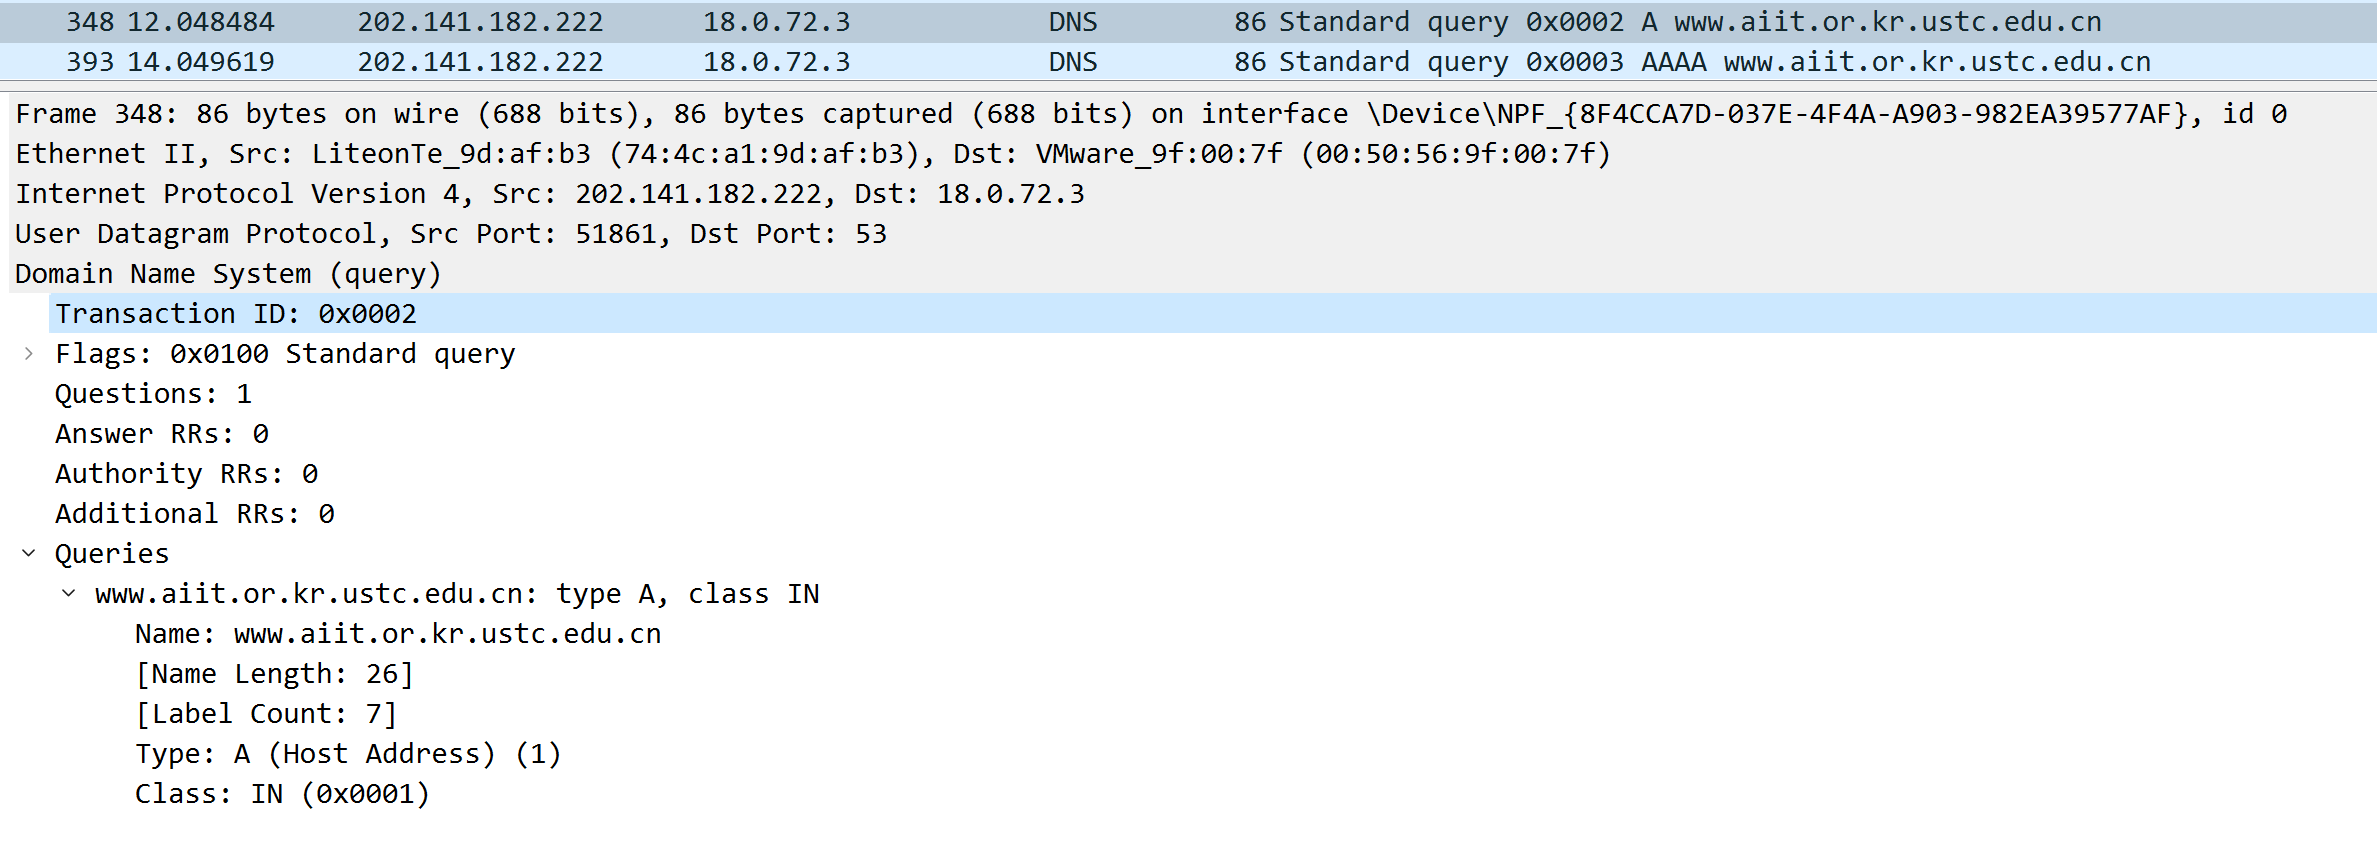 348 12.048484 202.141.182.222 18.0.72.3 DNS 86 Standard query 0x0002 A www.aiit.or.kr.ustc.edu.cn
393 14.049619 202.141.182.222 18.0.72.3 DNS 86 Standard query 0x0003 AAAA www.aiit.or.kr.ustc.edu.cn
Frame 348: 86 bytes on wire (688 bits), 86 bytes captured (688 bits) on interface \Device\NPF_{8F4CCA7D-037E-4F4A-A903-982EA39577AF}, id 0
Ethernet II, Src: LiteonTe_9d:af:b3 (74:4c:a1:9d:af:b3), Dst: VMware_9f:00:7f (00:50:56:9f:00:7f)
Internet Protocol Version 4, Src: 202.141.182.222, Dst: 18.0.72.3
User Datagram Protocol, Src Port: 51861, Dst Port: 53
Domain Name System (query)
Transaction ID: 0x0002
Flags: 0x0100 Standard query
Questions: 1
Answer RRs: 0
Authority RRs: 0
Additional RRs: 0
Queries
www.aiit.or.kr.ustc.edu.cn: type A, class IN
Name: www.aiit.or.kr.ustc.edu.cn
[Name Length: 26]
[Label Count: 7]
Type: A (Host Address) (1)
Class: IN (0x0001)